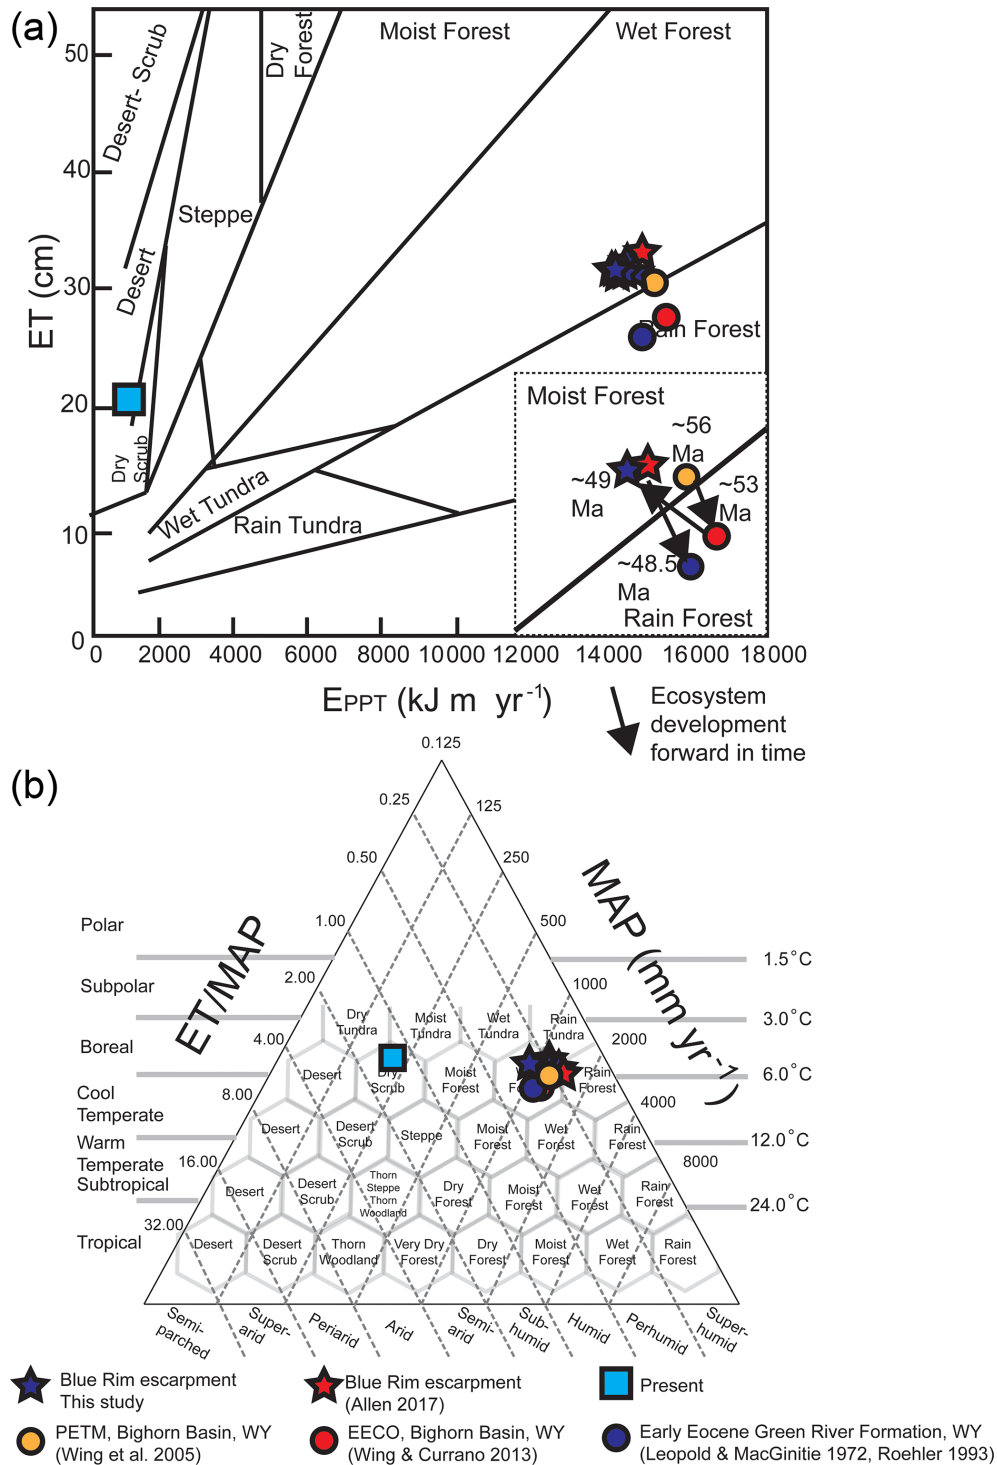 (a)
50
40
30
20
10
0
ET (cm)
Desert- Scrub
Desert
Dry
Scrub
Steppe
Dry
Forest
Moist Forest
Wet Forest
Rain Forest
Wet Tundra
Rain Tundra
Moist Forest
~56
Ma
~49
Ma
~53
Ma
~48.5
Ma
Rain Forest
0 2000 4000 6000 8000 10000 12000 14000 16000 18000
EPPT (kJ m yr-1)
Ecosystem
development
forward in time
(b)
0.125
0.25 125
0.50 250
1.00 500
2.00 1000
4.00 2000
8.00 4000
16.00 8000
32.00
ET/MAP
MAP (mm yr-1)
Polar
1.5°C
Subpolar
3.0°C
Boreal
6.0°C
Cool
Temperate
12.0°C
Warm
Temperate
Subtropical
24.0°C
Tropical
Dry
Tundra
Moist
Tundra
Wet
Tundra
Rain
Tundra
Desert
Dry
Scrub
Moist
Forest
Rain
Forest
Desert
Desert
Scrub
Steppe
Moist
Forest
Wet
Forest
Rain
Forest
Desert
Desert
Scrub
Thorn
Steppe
Thorn
Woodland
Dry
Forest
Moist
Forest
Wet
Forest
Rain
Forest
Desert
Desert
Scrub
Thorn
Woodland
Very Dry
Forest
Dry
Forest
Moist
Forest
Wet
Forest
Rain
Forest
Semi-
parched
Super-
arid
Periarid
Arid
Semi-
arid
Sub-
humid
Humid
Perhumid
Super-
humid
Blue Rim escarpment
This study
Blue Rim escarpment
(Allen 2017)
Present
PETM, Bighorn Basin, WY
(Wing et al. 2005)
EECO, Bighorn Basin, WY
(Wing & Currano 2013)
Early Eocene Green River Formation, WY
(Leopold & MacGinitie 1972, Roehler 1993)